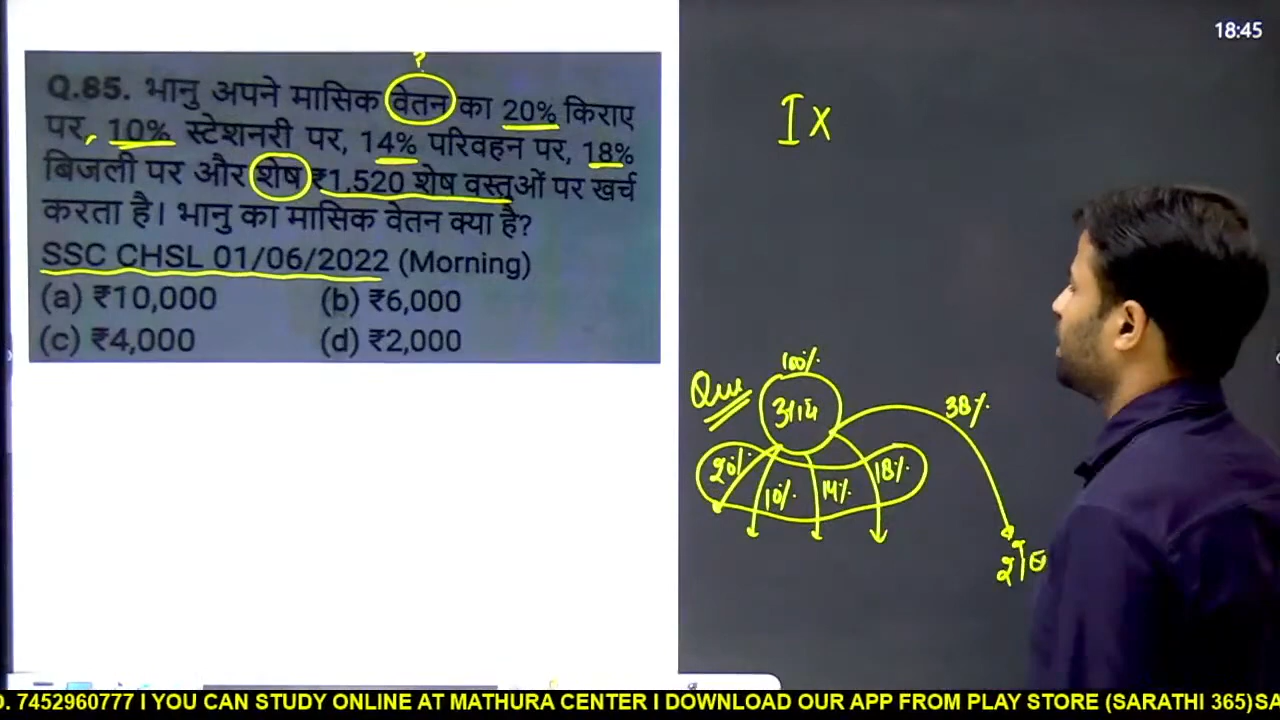 18:45
?
Q.85. भानु अपने मासिक वेतन का 20% किराए
पर, 10% स्टेशनरी पर, 14% परिवहन पर, 18%
बिजली पर और शेष ₹1,520 शेष वस्तुओं पर खर्च
करता है। भानु का मासिक वेतन क्या है?
SSC CHSL 01/06/2022 (Morning)
(a) ₹10,000 (b) ₹6,000
(c) ₹4,000 (d) ₹2,000
I x
100%
Que आय 38%
20% 10% 14% 18%
शेष
0. 7452960777 I YOU CAN STUDY ONLINE AT MATHURA CENTER I DOWNLOAD OUR APP FROM PLAY STORE (SARATHI 365)SA